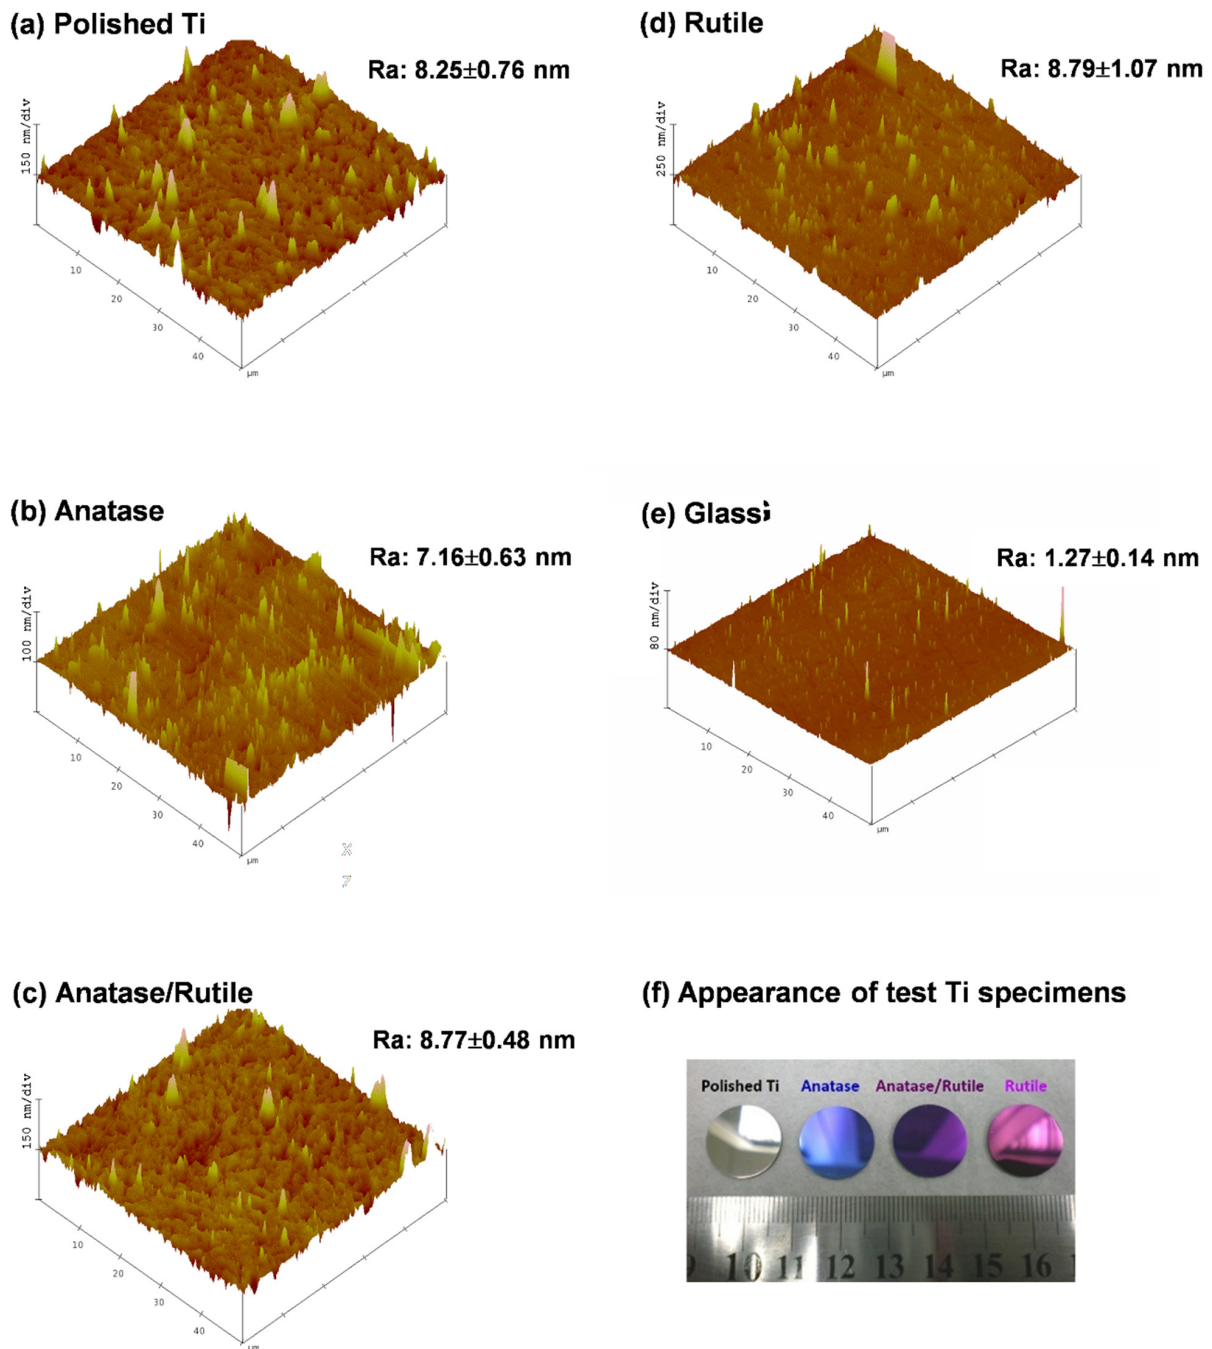 (a) Polished Ti
Ra: 8.25±0.76 nm
150 nm/div
10
20
30
40
µm
(d) Rutile
Ra: 8.79±1.07 nm
250 nm/div
10
20
30
40
µm
(b) Anatase
Ra: 7.16±0.63 nm
100 nm/div
10
20
30
40
µm
X
Z
(e) Glass
Ra: 1.27±0.14 nm
80 nm/div
10
20
30
40
µm
(c) Anatase/Rutile
Ra: 8.77±0.48 nm
150 nm/div
10
20
30
40
µm
(f) Appearance of test Ti specimens
Polished Ti Anatase Anatase/Rutile Rutile
9 10 11 12 13 14 15 16